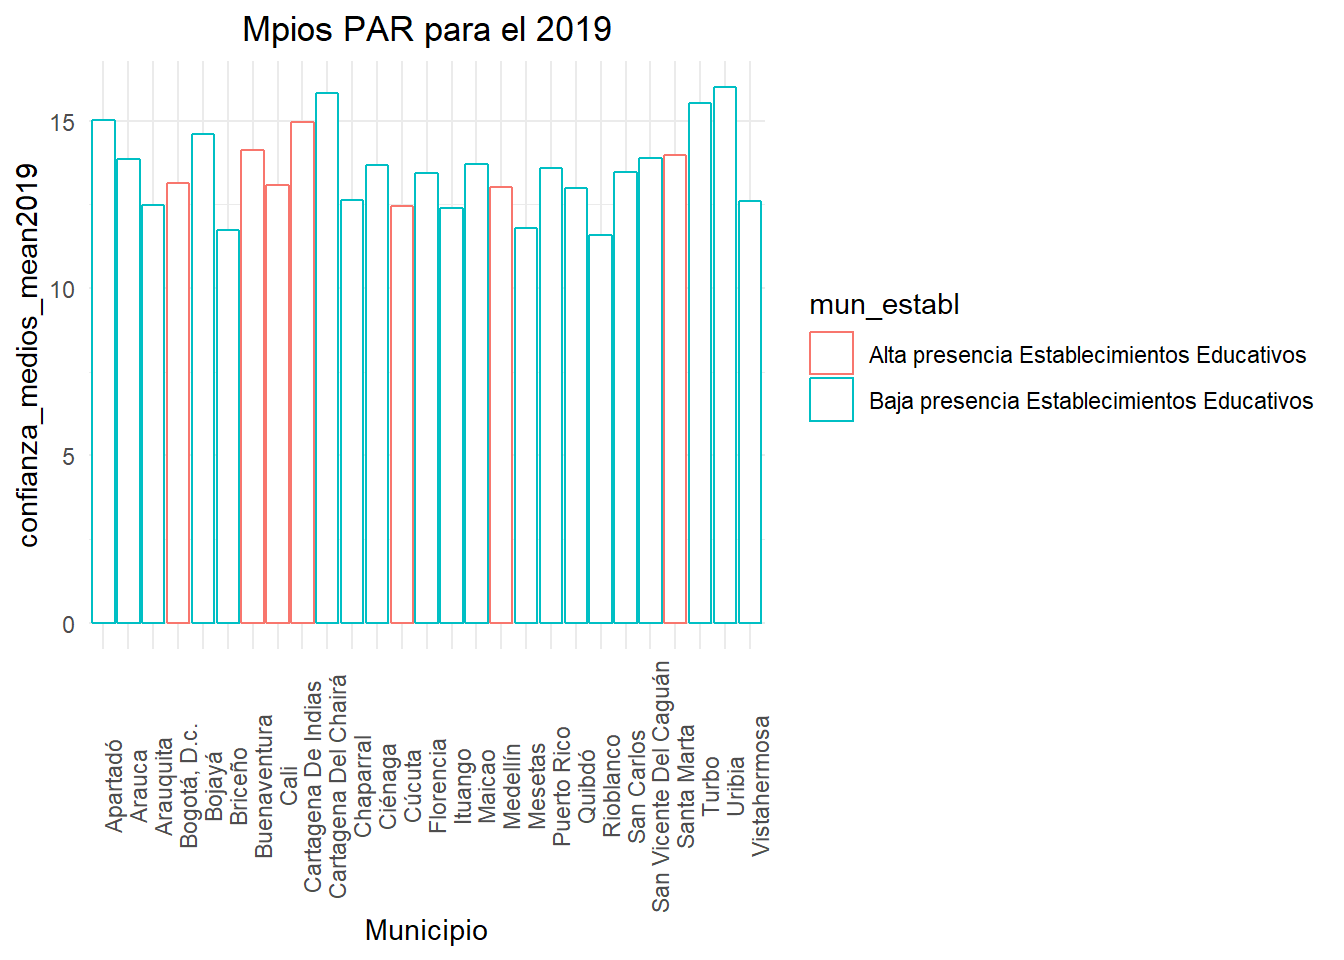 Mpios PAR para el 2019
confianza_medios_mean2019
15
10
5
0
Apartadó
Arauca
Arauquita
Bogotá, D.c.
Bojayá
Briceño
Buenaventura
Cali
Cartagena De Indias
Cartagena Del Chairá
Chaparral
Ciénaga
Cúcuta
Florencia
Ituango
Maicao
Medellín
Mesetas
Puerto Rico
Quibdó
Rioblanco
San Carlos
San Vicente Del Caguán
Santa Marta
Turbo
Uribia
Vistahermosa
Municipio
mun_establ
Alta presencia Establecimientos Educativos
Baja presencia Establecimientos Educativos